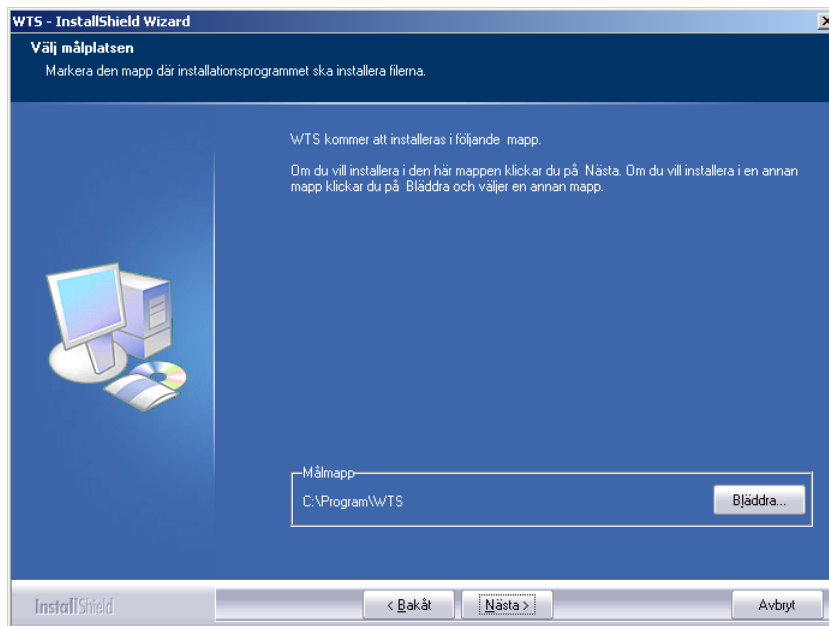 WTS - InstallShield Wizard
Välj målplatsen
Markera den mapp där installationsprogrammet ska installera filerna.
WTS kommer att installeras i följande mapp.
Om du vill installera i den här mappen klickar du på Nästa. Om du vill installera i en annan
mapp klickar du på Bläddra och väljer en annan mapp.
Målmapp
C:\Program\WTS
Bläddra...
InstallShield
< Bakåt
Nästa >
Avbryt